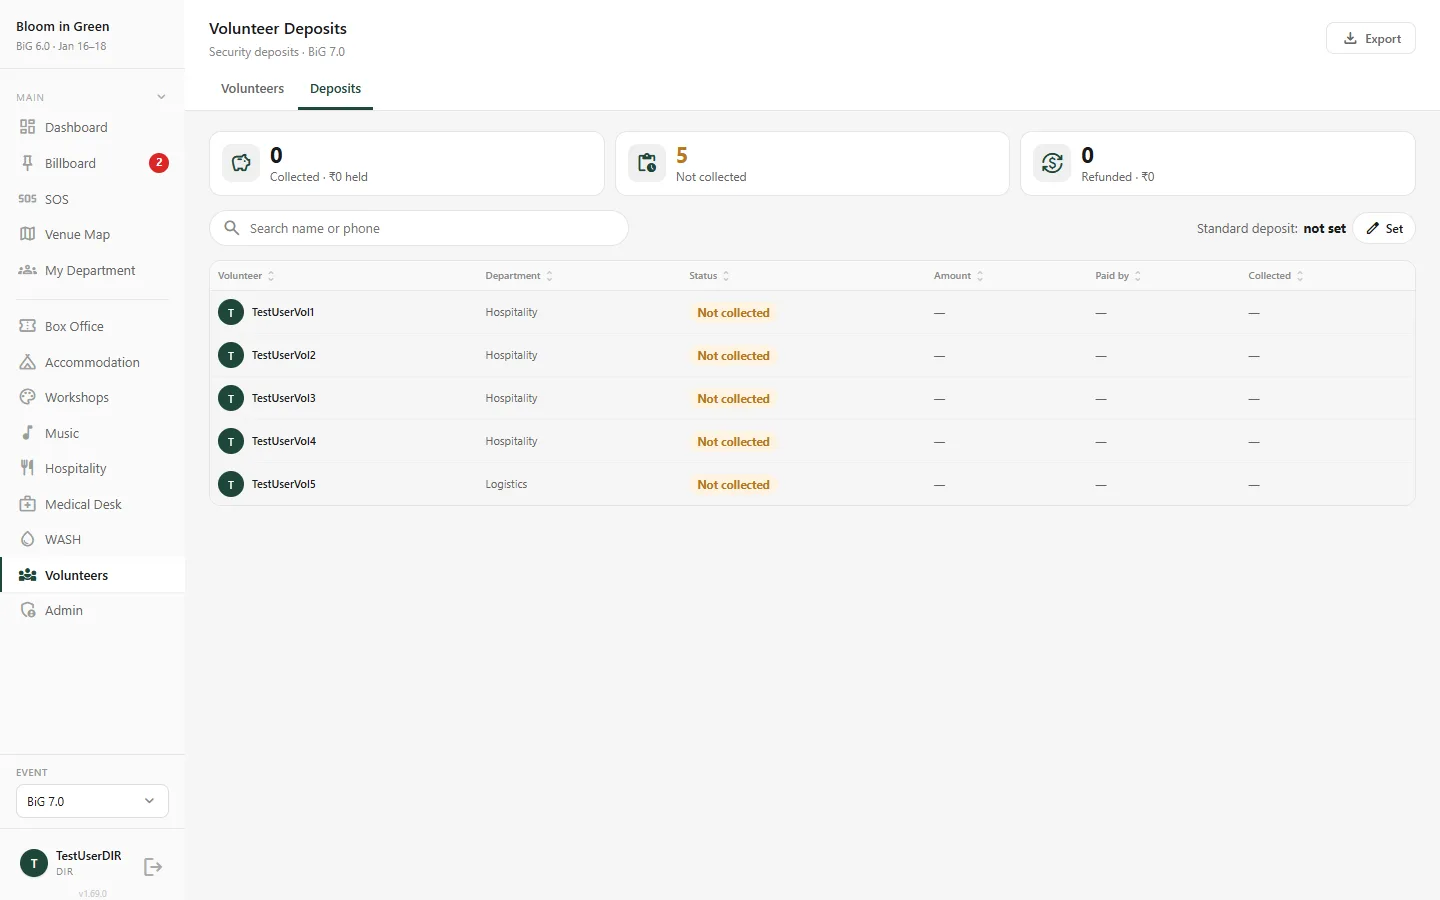 Bloom in Green
BiG 6.0 · Jan 16–18
MAIN
Dashboard
Billboard 2
SOS SOS
Venue Map
My Department
Box Office
Accommodation
Workshops
Music
Hospitality
Medical Desk
WASH
Volunteers
Admin
EVENT
BiG 7.0
T TestUserDIR
DIR
v1.69.0
Volunteer Deposits
Security deposits · BiG 7.0
Export
Volunteers Deposits
0
Collected · ₹0 held
5
Not collected
0
Refunded · ₹0
Search name or phone
Standard deposit: not set Set
Volunteer Department Status Amount Paid by Collected
T TestUserVol1 Hospitality Not collected — — —
T TestUserVol2 Hospitality Not collected — — —
T TestUserVol3 Hospitality Not collected — — —
T TestUserVol4 Hospitality Not collected — — —
T TestUserVol5 Logistics Not collected — — —